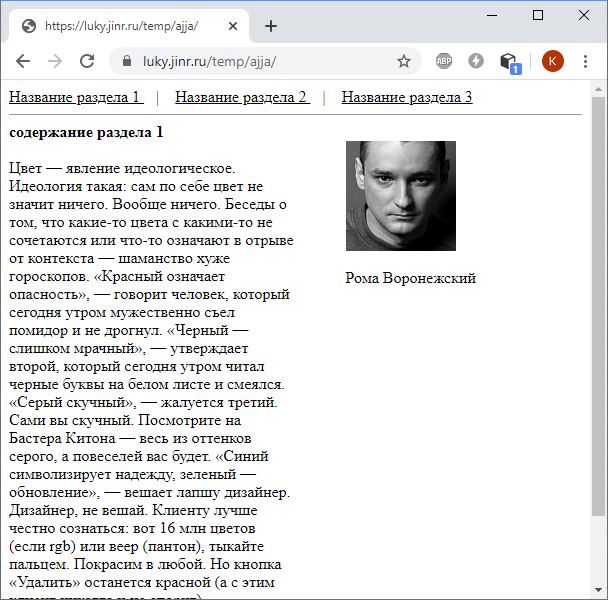 https://luky.jinr.ru/temp/ajja/
luky.jinr.ru/temp/ajja/
ABP
1
K
Название раздела 1 | Название раздела 2 | Название раздела 3
содержание раздела 1
Цвет — явление идеологическое.
Идеология такая: сам по себе цвет не
значит ничего. Вообще ничего. Беседы о
том, что какие-то цвета с какими-то не
сочетаются или что-то означают в отрыве
от контекста — шаманство хуже
гороскопов. «Красный означает
опасность», — говорит человек, который
сегодня утром мужественно съел
помидор и не дрогнул. «Черный —
слишком мрачный», — утверждает
второй, который сегодня утром читал
черные буквы на белом листе и смеялся.
«Серый скучный», — жалуется третий.
Сами вы скучный. Посмотрите на
Бастера Китона — весь из оттенков
серого, а повеселей вас будет. «Синий
символизирует надежду, зеленый —
обновление», — вешает лапшу дизайнер.
Дизайнер, не вешай. Клиенту лучше
честно сознаться: вот 16 млн цветов
(если rgb) или веер (пантон), тыкайте
пальцем. Покрасим в любой. Но кнопка
«Удалить» останется красной (а с этим
Рома Воронежский